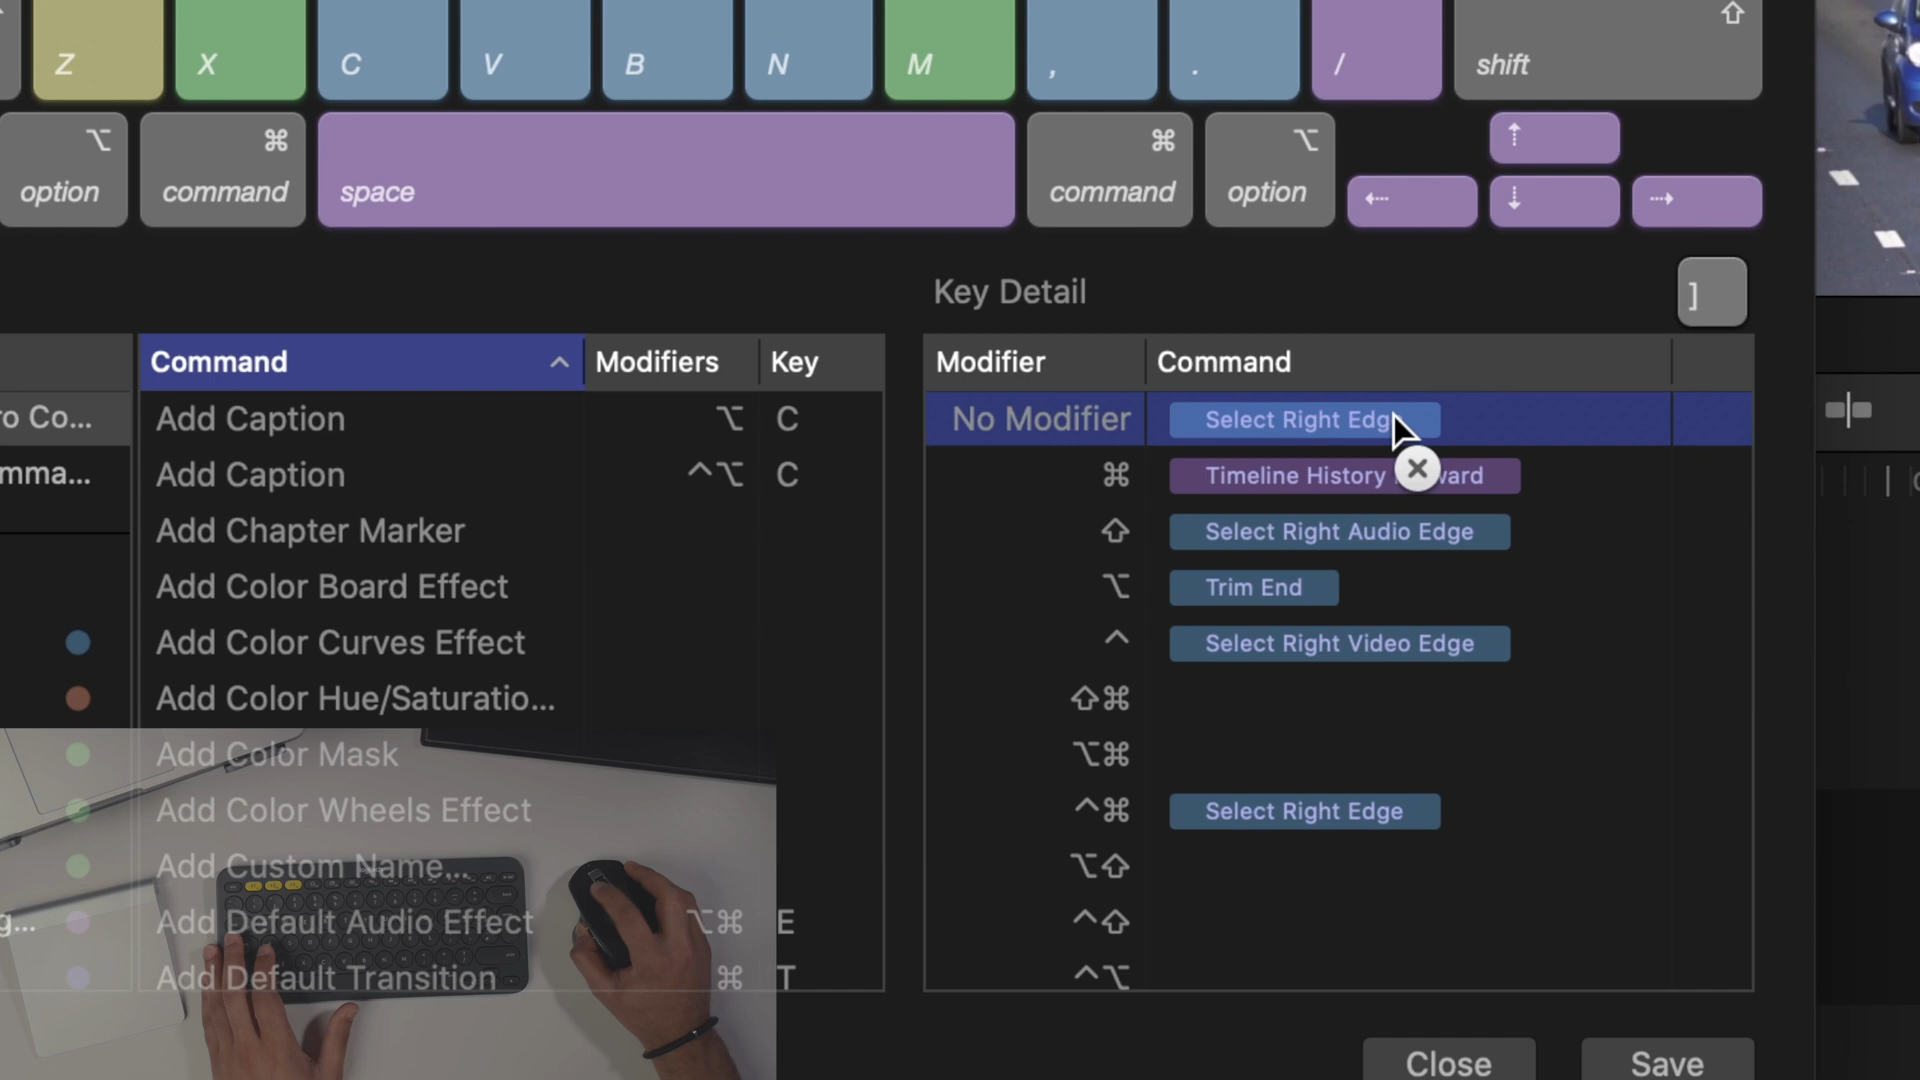 Z
X
C
V
B
N
M
,
.
/
shift
option
command
space
command
option
Key Detail
]
Command Modifiers Key
ro Co...
Add Caption ⌥ C
mma...
Add Caption ^⌥ C
Add Chapter Marker
Add Color Board Effect
Add Color Curves Effect
Add Color Hue/Saturatio...
Add Color Mask
Add Color Wheels Effect
Add Custom Name...
g...
Add Default Audio Effect ⌥⌘ E
Add Default Transition ⌘ T
Modifier Command
No Modifier Select Right Edge
⌘ Timeline History ward
⇧ Select Right Audio Edge
⌥ Trim End
^ Select Right Video Edge
⇧⌘
⌥⌘
^⌘ Select Right Edge
⌥⇧
^⇧
^⌥
Close
Save